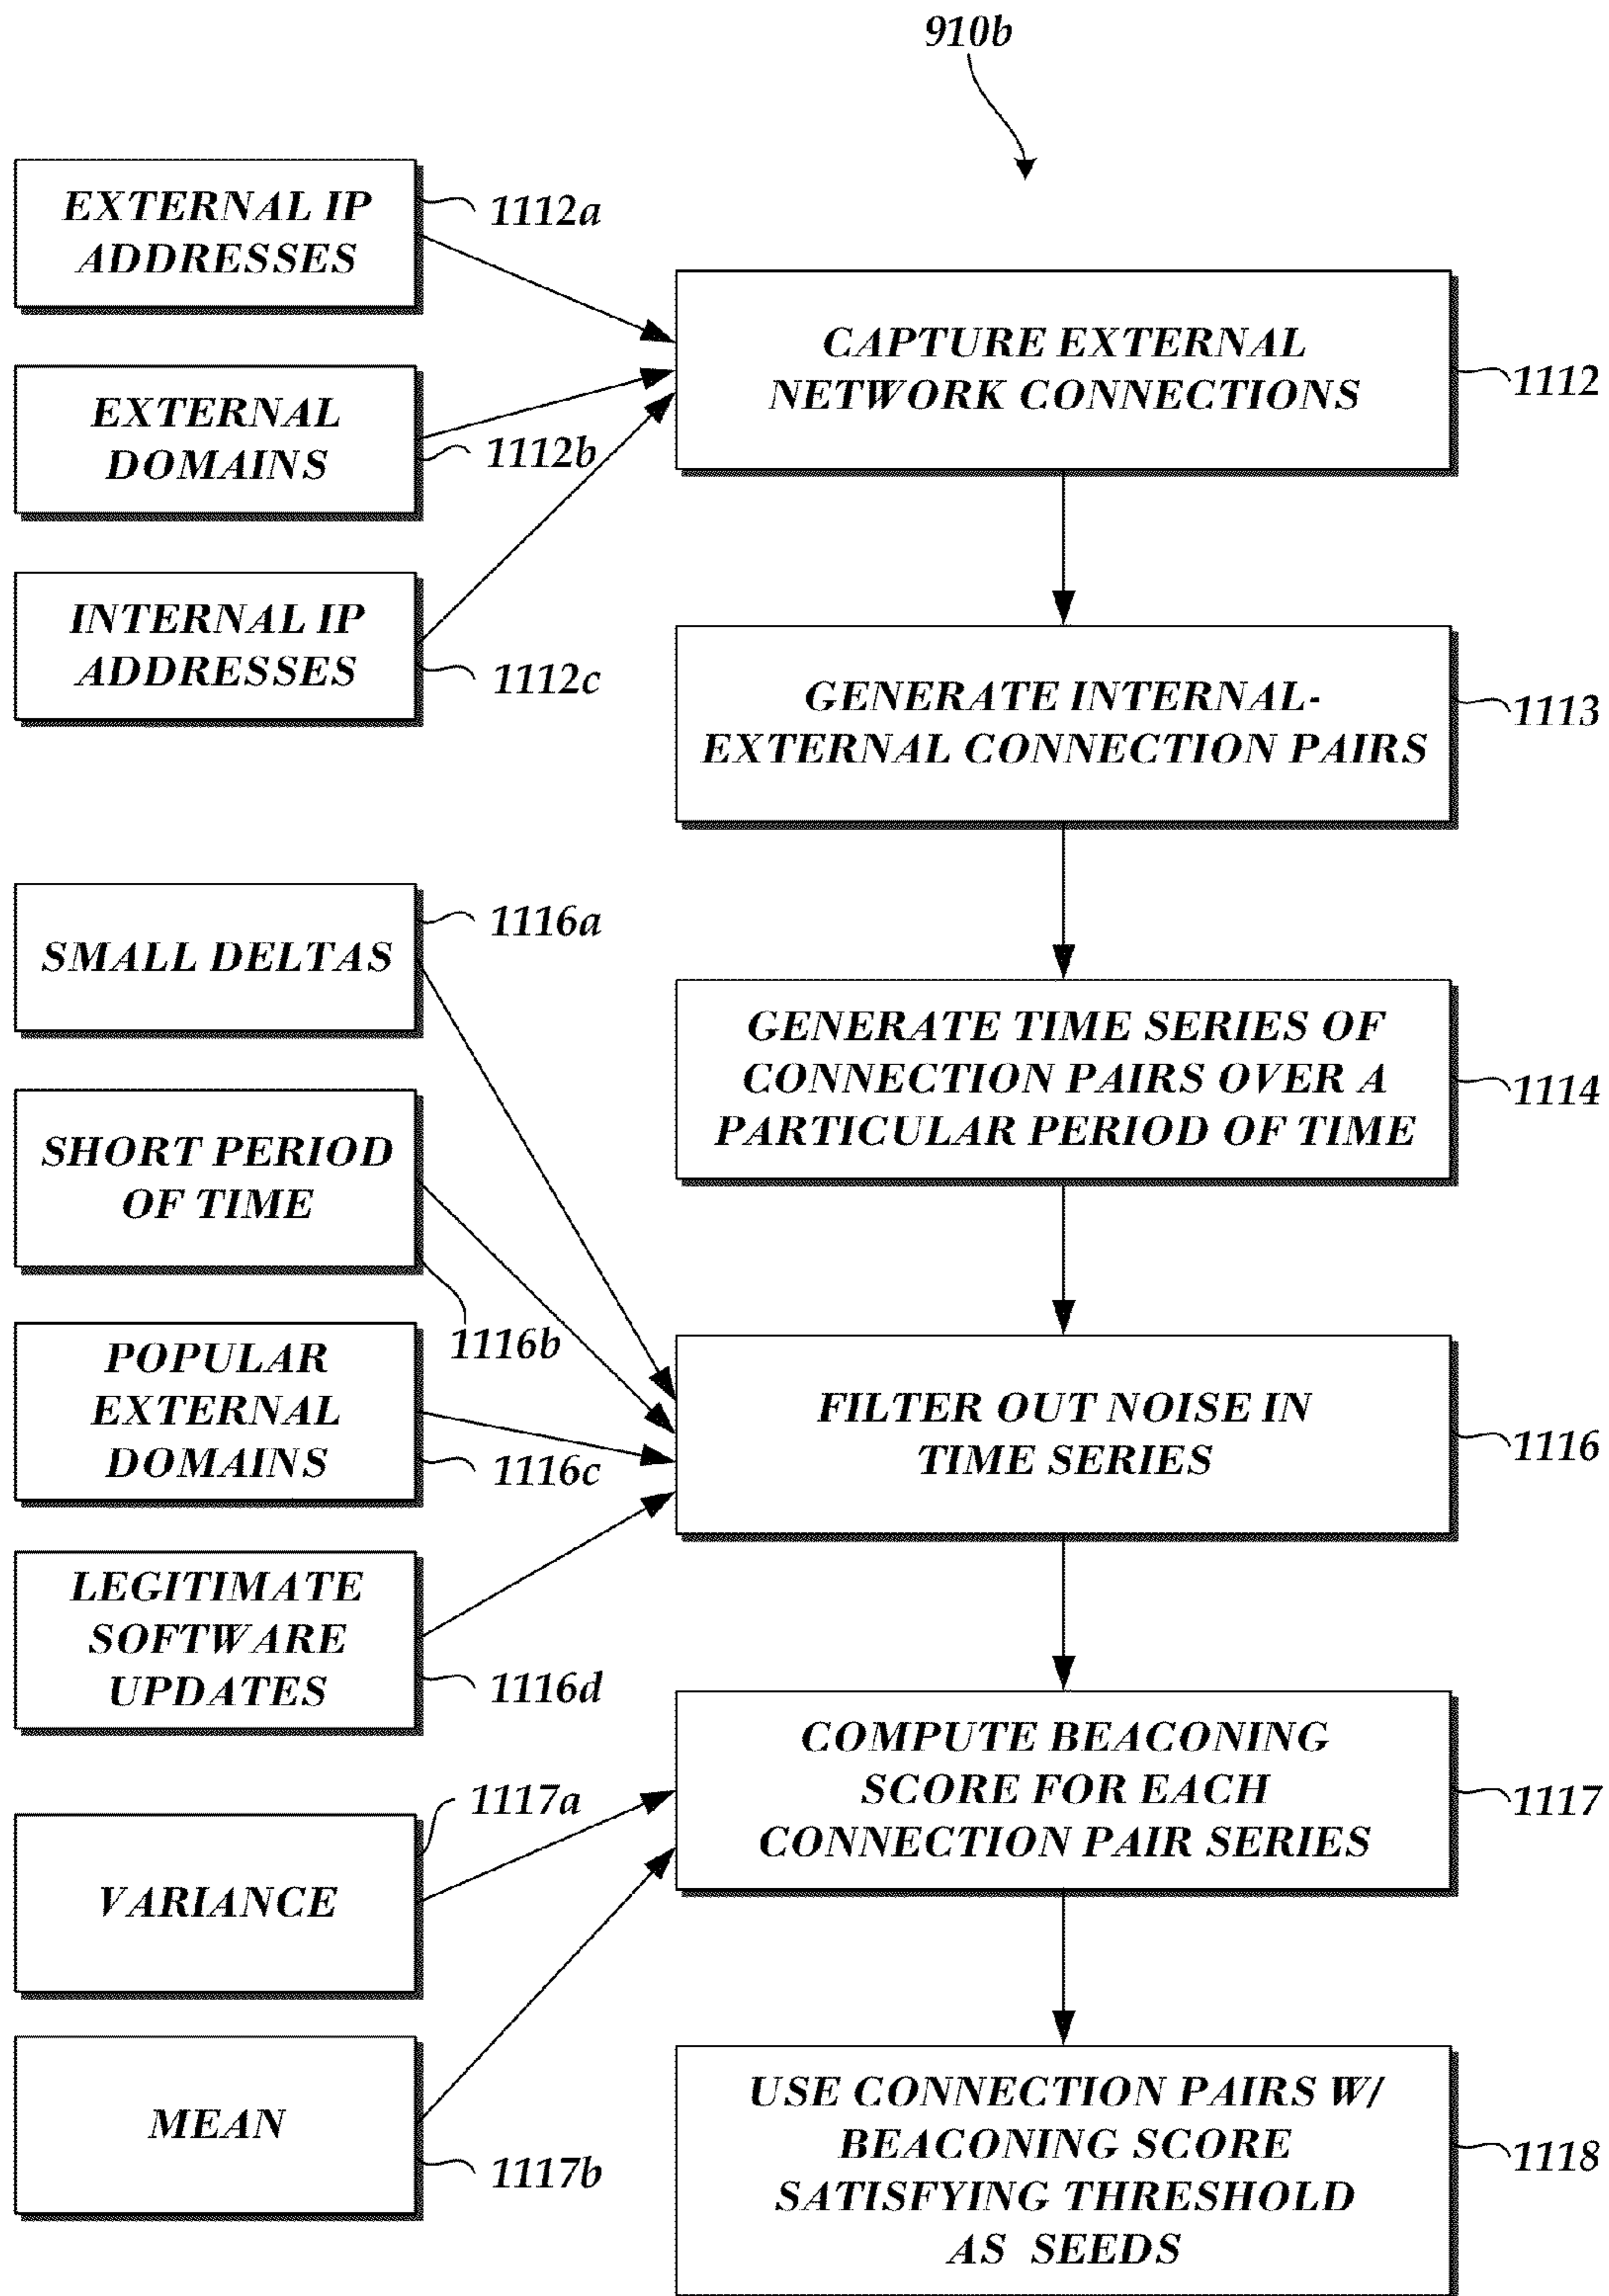 910b
EXTERNAL IP
ADDRESSES
1112a
EXTERNAL
DOMAINS
1112b
INTERNAL IP
ADDRESSES
1112c
CAPTURE EXTERNAL
NETWORK CONNECTIONS
1112
GENERATE INTERNAL-
EXTERNAL CONNECTION PAIRS
1113
GENERATE TIME SERIES OF
CONNECTION PAIRS OVER A
PARTICULAR PERIOD OF TIME
1114
SMALL DELTAS
1116a
SHORT PERIOD
OF TIME
1116b
POPULAR
EXTERNAL
DOMAINS
1116c
LEGITIMATE
SOFTWARE
UPDATES
1116d
FILTER OUT NOISE IN
TIME SERIES
1116
VARIANCE
1117a
MEAN
1117b
COMPUTE BEACONING
SCORE FOR EACH
CONNECTION PAIR SERIES
1117
USE CONNECTION PAIRS W/
BEACONING SCORE
SATISFYING THRESHOLD
AS SEEDS
1118